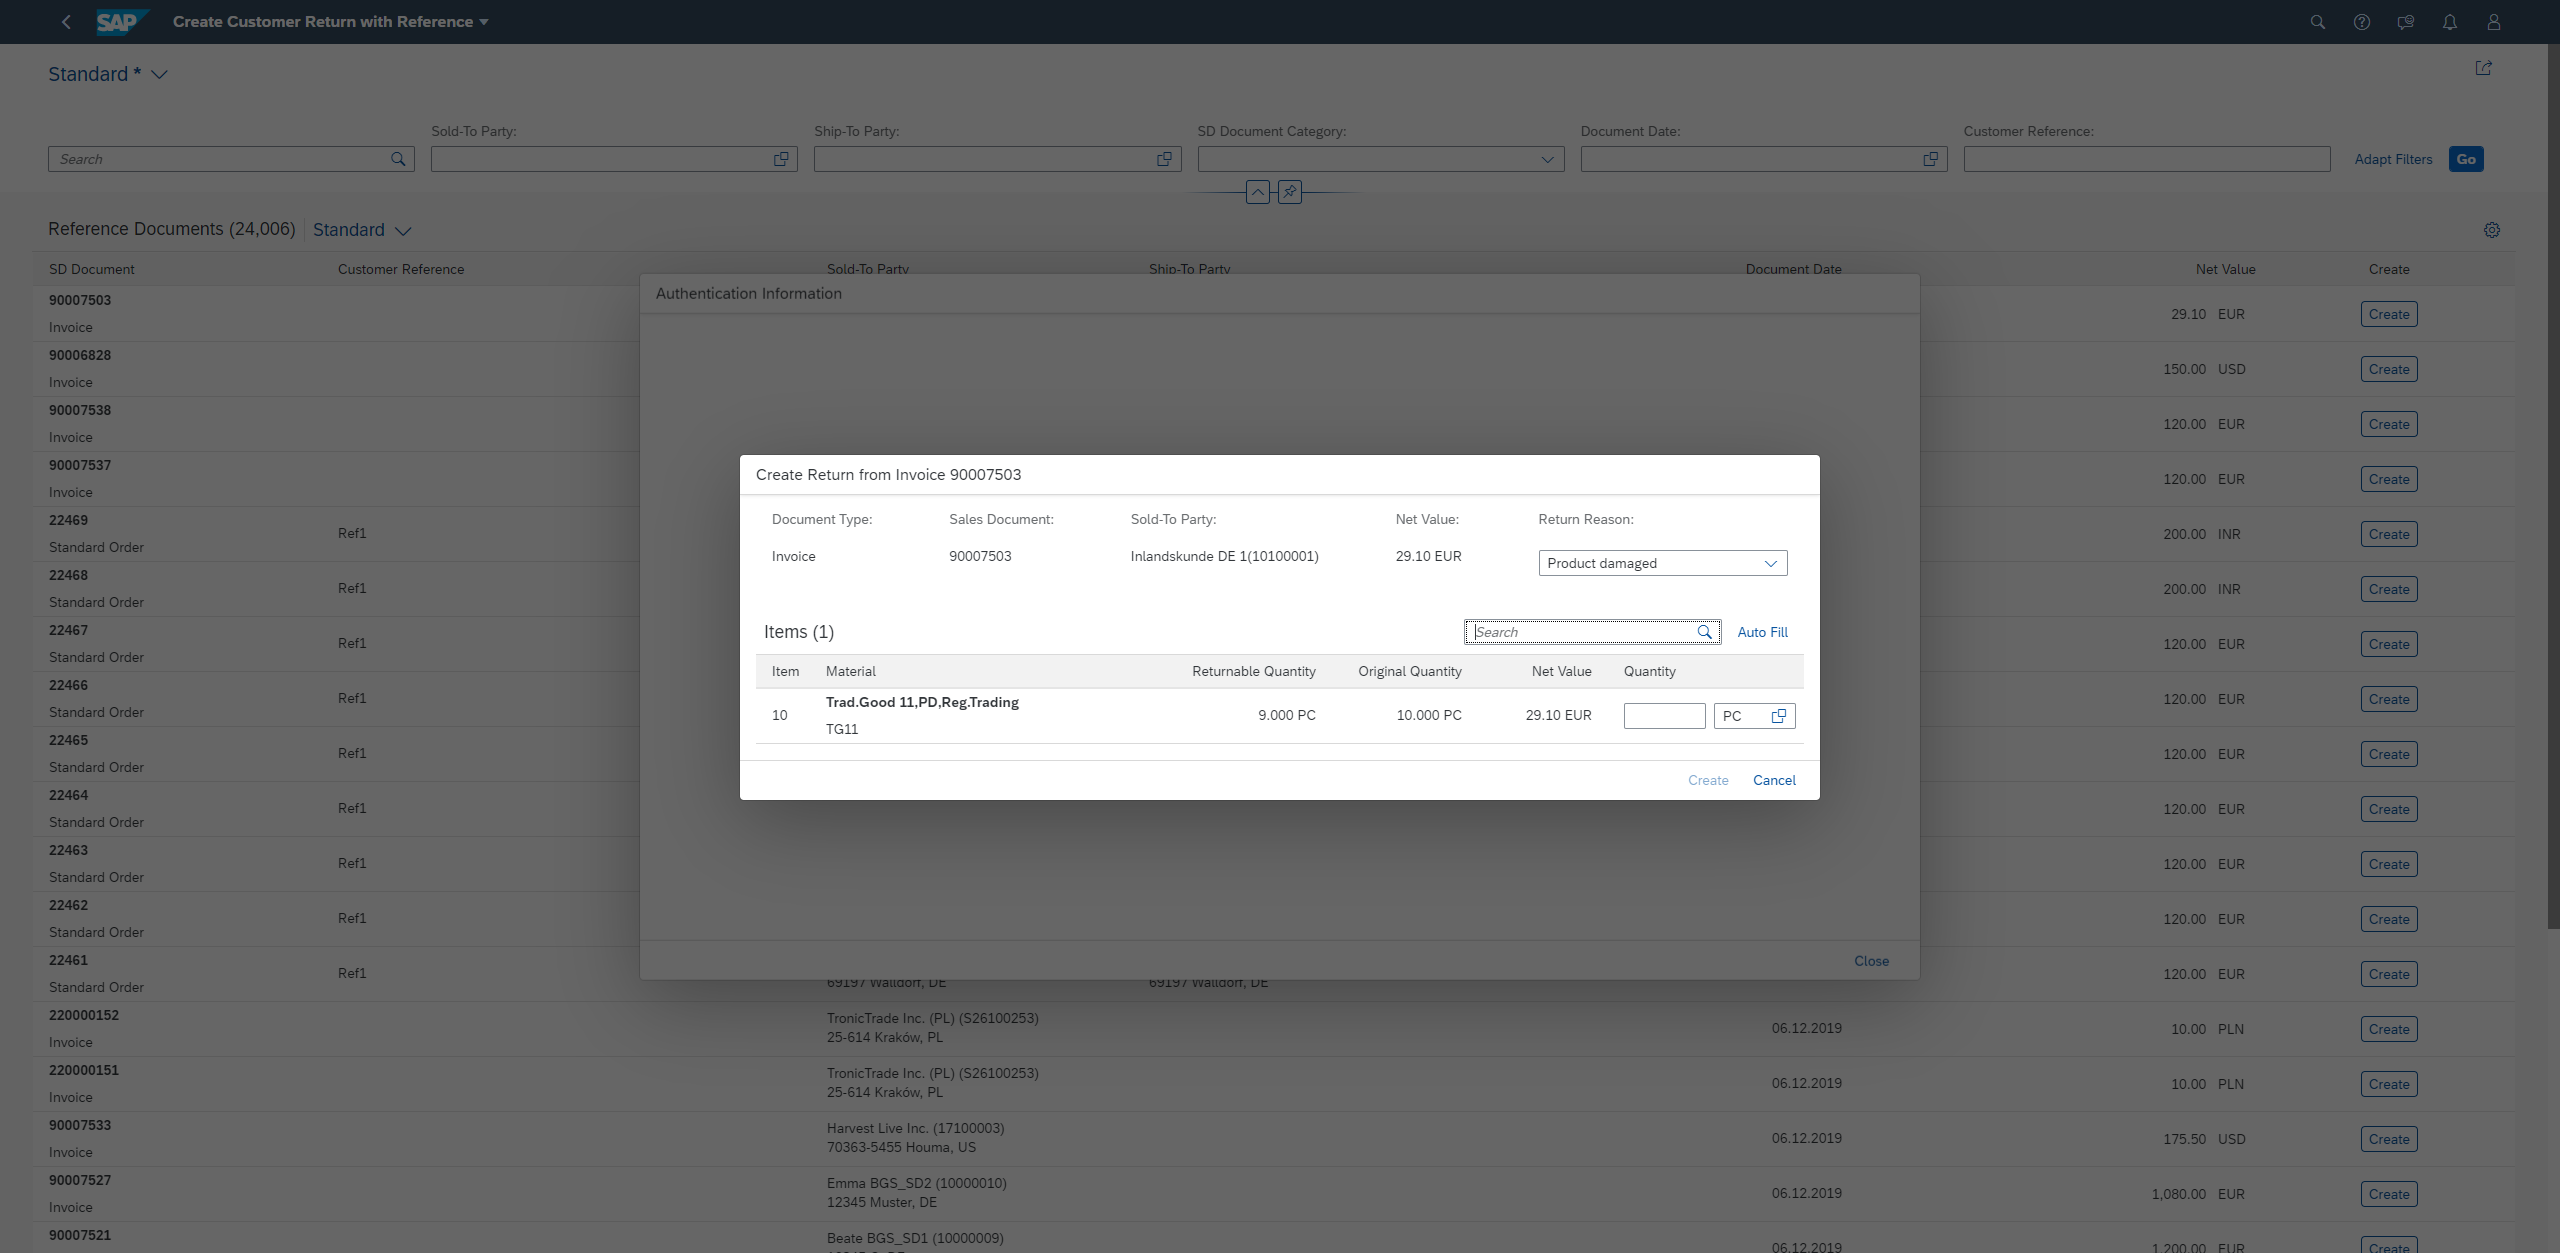 SAP Create Customer Return with Reference
Standard *
Sold-To Party: Ship-To Party: SD Document Category: Document Date: Customer Reference:
Search Adapt Filters Go
Reference Documents (24,006) Standard
SD Document Customer Reference Sold-To Party Ship-To Party Document Date Net Value Create
90007503
Invoice 29.10 EUR Create
90006828
Invoice 150.00 USD Create
90007538
Invoice 120.00 EUR Create
90007537
Invoice 120.00 EUR Create
22469
Standard Order Ref1 200.00 INR Create
22468
Standard Order Ref1 200.00 INR Create
22467
Standard Order Ref1 120.00 EUR Create
22466
Standard Order Ref1 120.00 EUR Create
22465
Standard Order Ref1 120.00 EUR Create
22464
Standard Order Ref1 120.00 EUR Create
22463
Standard Order Ref1 120.00 EUR Create
22462
Standard Order Ref1 120.00 EUR Create
22461
Standard Order Ref1 69197 Walldorf, DE 69197 Walldorf, DE 120.00 EUR Create
220000152 TronicTrade Inc. (PL) (S26100253)
Invoice 25-614 Kraków, PL 06.12.2019 10.00 PLN Create
220000151 TronicTrade Inc. (PL) (S26100253)
Invoice 25-614 Kraków, PL 06.12.2019 10.00 PLN Create
90007533 Harvest Live Inc. (17100003)
Invoice 70363-5455 Houma, US 06.12.2019 175.50 USD Create
90007527 Emma BGS_SD2 (10000010)
Invoice 12345 Muster, DE 06.12.2019 1,080.00 EUR Create
90007521 Beate BGS_SD1 (10000009)
06.12.2019 1,200.00 EUR Create
Authentication Information
Close
Create Return from Invoice 90007503
Document Type: Sales Document: Sold-To Party: Net Value: Return Reason:
Invoice 90007503 Inlandskunde DE 1(10100001) 29.10 EUR Product damaged
Items (1) Search Auto Fill
Item Material Returnable Quantity Original Quantity Net Value Quantity
10 Trad.Good 11,PD,Reg.Trading 9.000 PC 10.000 PC 29.10 EUR PC
TG11
Create Cancel